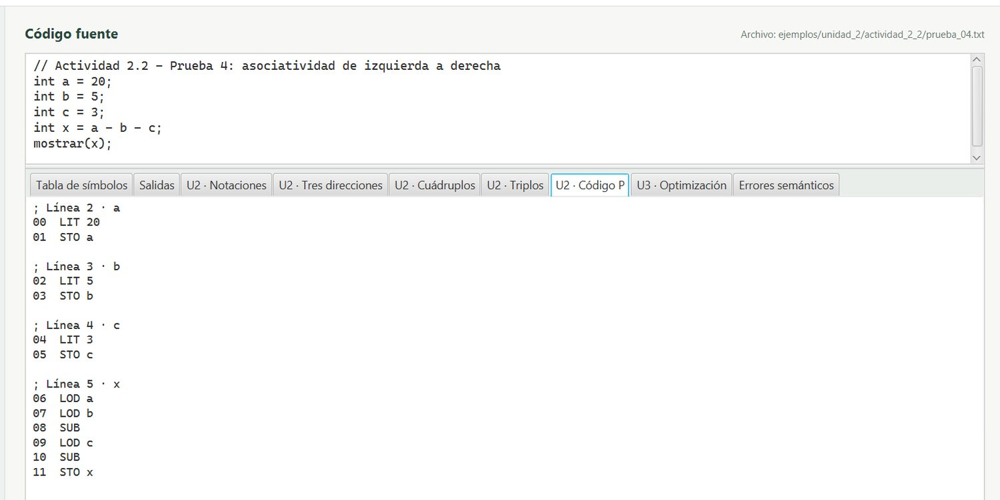 Código fuente
Archivo: ejemplos/unidad_2/actividad_2_2/prueba_04.txt
// Actividad 2.2 – Prueba 4: asociatividad de izquierda a derecha
int a = 20;
int b = 5;
int c = 3;
int x = a - b - c;
mostrar(x);
Tabla de símbolos
Salidas
U2 · Notaciones
U2 · Tres direcciones
U2 · Cuádruplos
U2 · Triplos
U2 · Código P
U3 · Optimización
Errores semánticos
; Línea 2 · a
00  LIT 20
01  STO a
; Línea 3 · b
02  LIT 5
03  STO b
; Línea 4 · c
04  LIT 3
05  STO c
; Línea 5 · x
06  LOD a
07  LOD b
08  SUB
09  LOD c
10  SUB
11  STO x